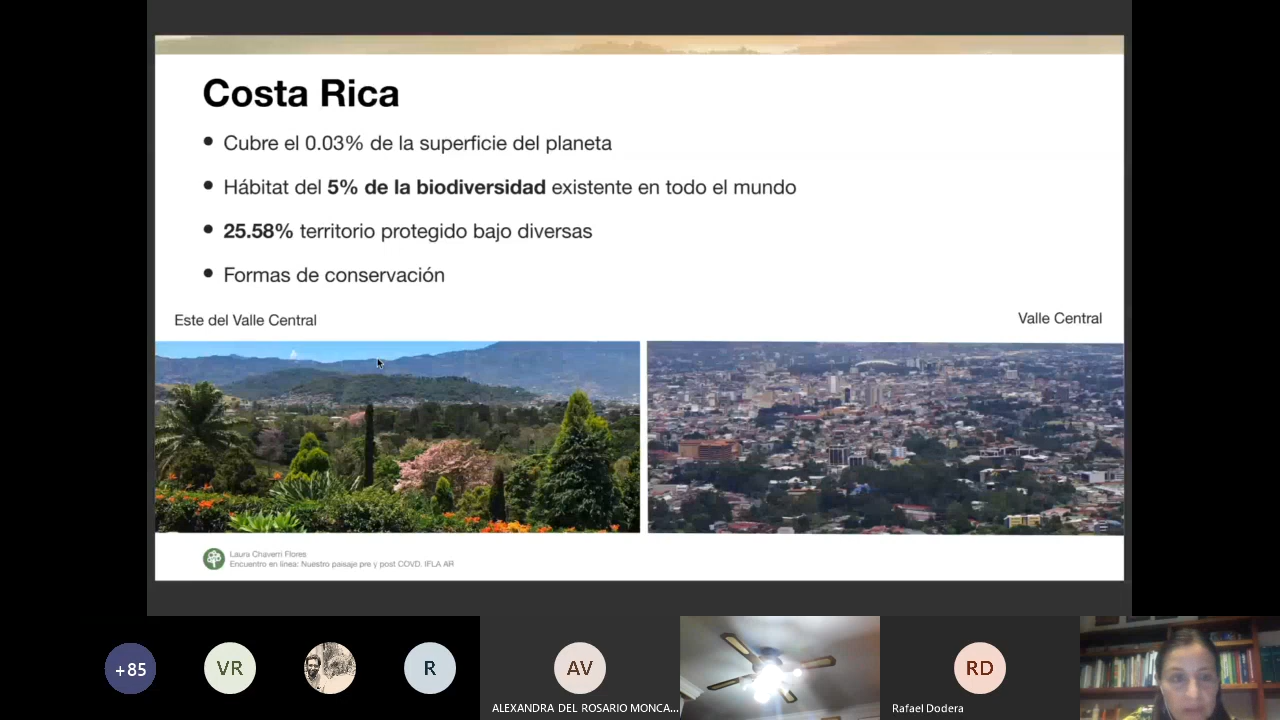 Costa Rica
• Cubre el 0.03% de la superficie del planeta
• Hábitat del 5% de la biodiversidad existente en todo el mundo
• 25.58% territorio protegido bajo diversas
• Formas de conservación
Este del Valle Central
Valle Central
Laura Chaverri Flores
Encuentro en línea: Nuestro paisaje pre y post COVD. IFLA AR
+85
VR
R
AV
RD
ALEXANDRA DEL ROSARIO MONCA...
Rafael Dodera